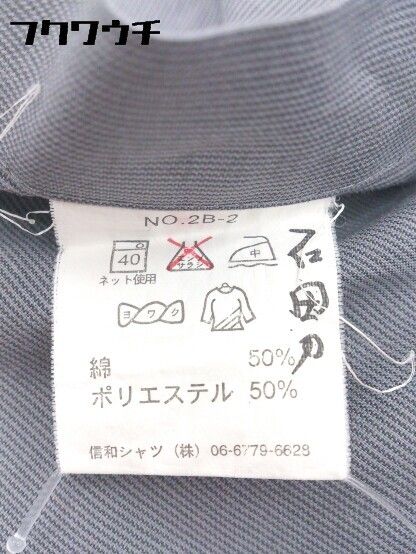 フクワウチ
NO.2B-2
40
エンソ
サラシ
中
ネット使用
ヨワク
石田
綿 50%
ポリエステル 50%
信和シャツ(株) 06-6779-6628